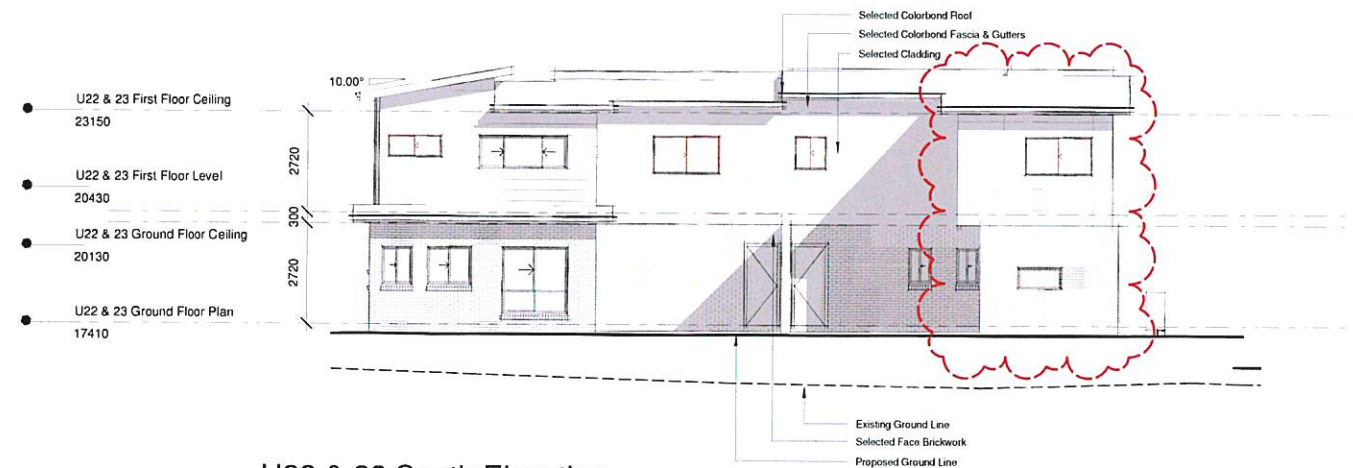 Selected Colorbond Roof
Selected Colorbond Fascia & Gutters
Selected Cladding
10.00°
U22 & 23 First Floor Ceiling
23150
2720
U22 & 23 First Floor Level
20430
300
U22 & 23 Ground Floor Ceiling
20130
2720
U22 & 23 Ground Floor Plan
17410
Existing Ground Line
Selected Face Brickwork
Proposed Ground Line